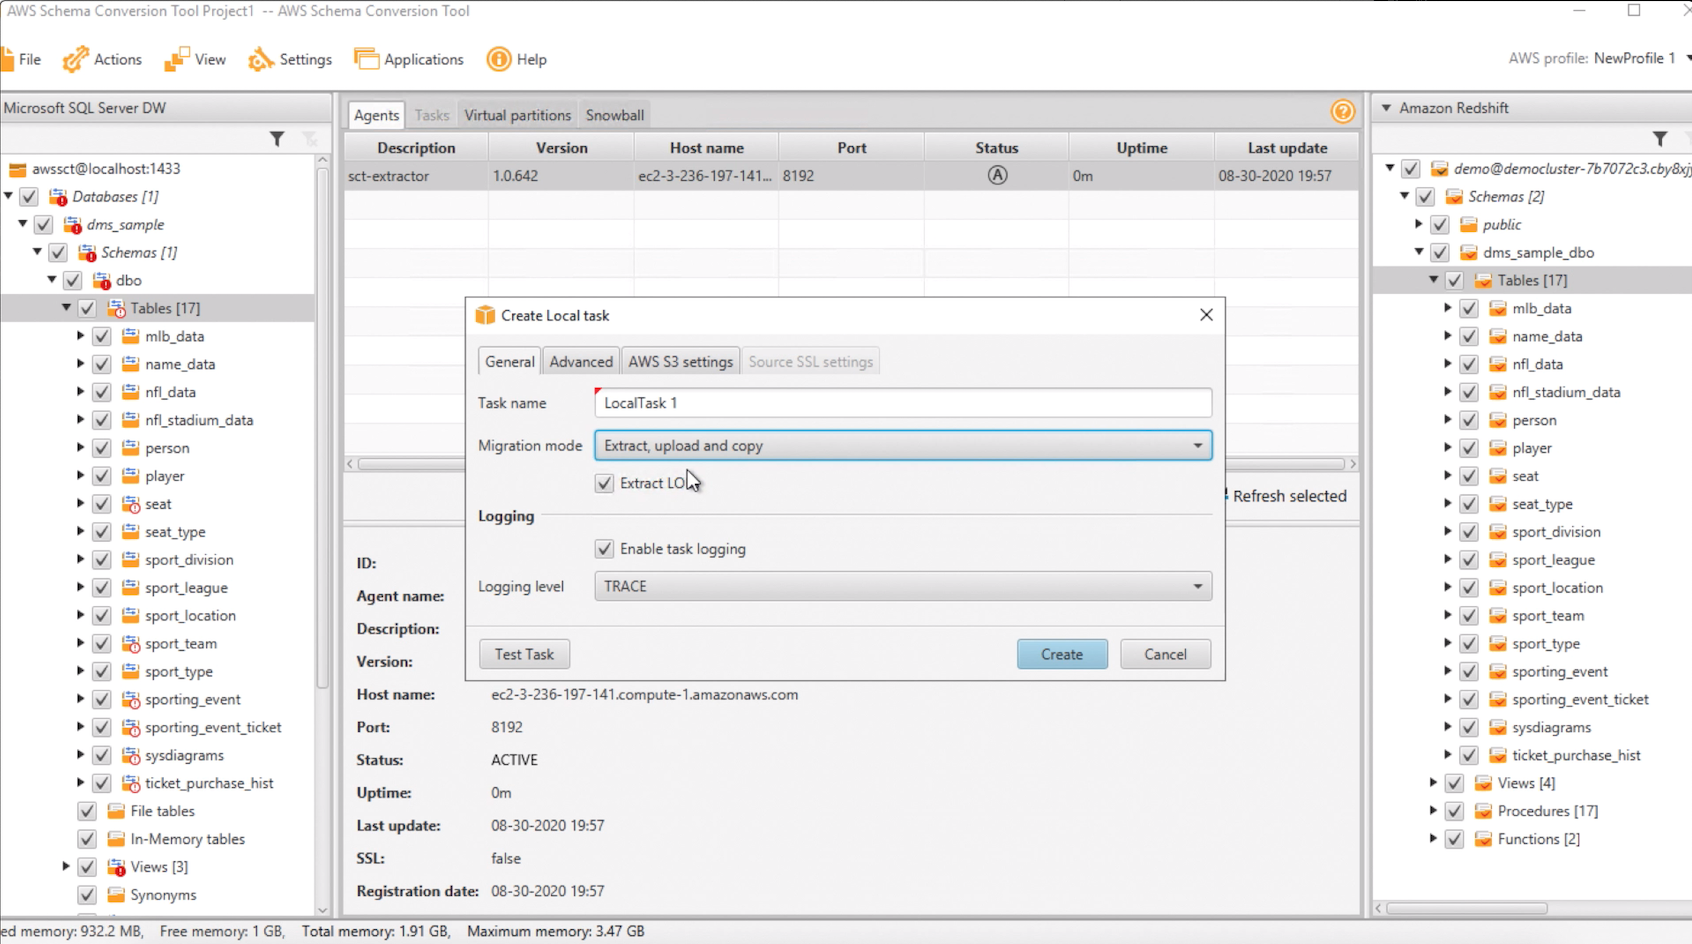 AWS Schema Conversion Tool Project1 -- AWS Schema Conversion Tool
File Actions View Settings Applications Help
AWS profile: NewProfile 1
Microsoft SQL Server DW
awssct@localhost:1433
Databases [1]
dms_sample
Schemas [1]
dbo
Tables [17]
mlb_data
name_data
nfl_data
nfl_stadium_data
person
player
seat
seat_type
sport_division
sport_league
sport_location
sport_team
sport_type
sporting_event
sporting_event_ticket
sysdiagrams
ticket_purchase_hist
File tables
In-Memory tables
Views [3]
Synonyms
Agents Tasks Virtual partitions Snowball
Description Version Host name Port Status Uptime Last update
sct-extractor 1.0.642 ec2-3-236-197-141... 8192 A 0m 08-30-2020 19:57
Refresh selected
Create Local task
General Advanced AWS S3 settings Source SSL settings
Task name LocalTask 1
Migration mode Extract, upload and copy
Extract
Logging
Enable task logging
Logging level TRACE
Test Task Create Cancel
ID:
Agent name:
Description:
Version:
Host name: ec2-3-236-197-141.compute-1.amazonaws.com
Port: 8192
Status: ACTIVE
Uptime: 0m
Last update: 08-30-2020 19:57
SSL: false
Registration date: 08-30-2020 19:57
Amazon Redshift
demo@democluster-7b7072c3.cby8xj
Schemas [2]
public
dms_sample_dbo
Tables [17]
mlb_data
name_data
nfl_data
nfl_stadium_data
person
player
seat
seat_type
sport_division
sport_league
sport_location
sport_team
sport_type
sporting_event
sporting_event_ticket
sysdiagrams
ticket_purchase_hist
Views [4]
Procedures [17]
Functions [2]
ed memory: 932.2 MB, Free memory: 1 GB, Total memory: 1.91 GB, Maximum memory: 3.47 GB